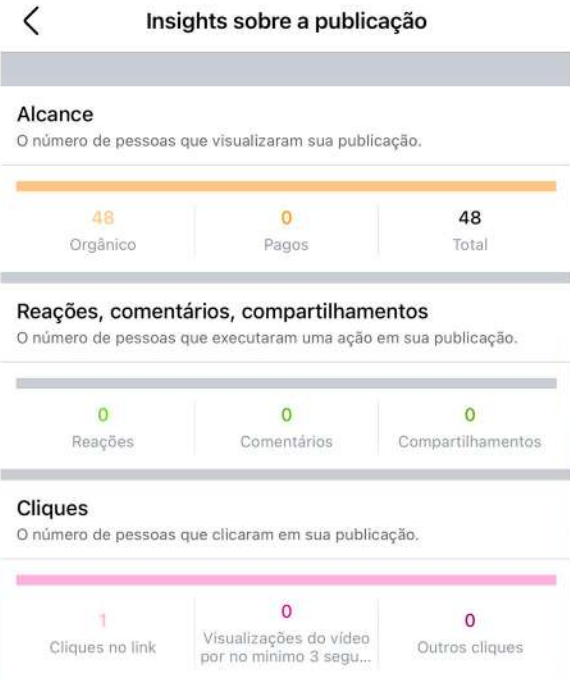 Insights sobre a publicação
Alcance
O número de pessoas que visualizaram sua publicação.
48
0
48
Orgânico
Pagos
Total
Reações, comentários, compartilhamentos
O número de pessoas que executaram uma ação em sua publicação.
0
0
0
Reações
Comentários
Compartilhamentos
Cliques
O número de pessoas que clicaram em sua publicação.
1
0
0
Cliques no link
Visualizações do vídeo
por no mínimo 3 segu...
Outros cliques